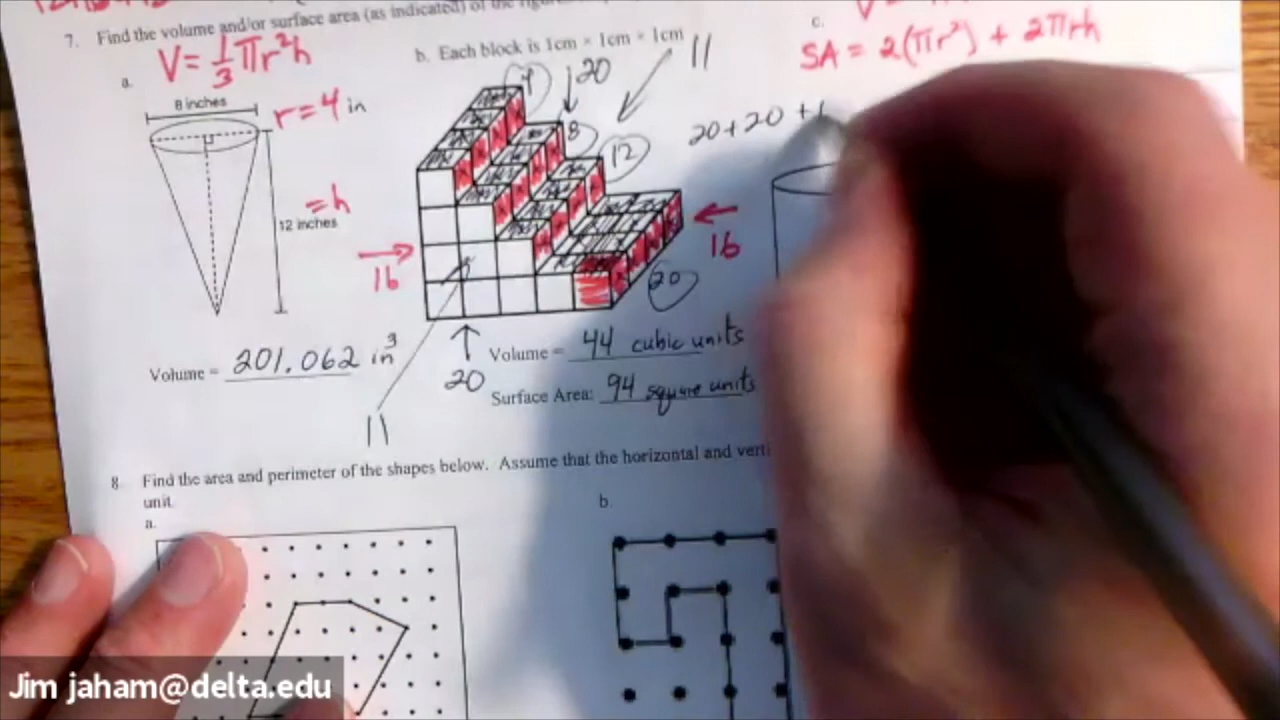 7. Find the volume and/or surface area (as indicated) of the
a.
V = 1/3 πr²h
8 inches
r = 4 in
= h
12 inches
Volume = 201.062 in³
b. Each block is 1cm × 1cm × 1cm
4
20
11
8
12
20+20 +
16
16
20
20
11
Volume = 44 cubic units
Surface Area: 94 square units
c.
SA = 2(πr²) + 2πrh
8. Find the area and perimeter of the shapes below. Assume that the horizontal and
unit.
a.
b.
Jim jaham@delta.edu